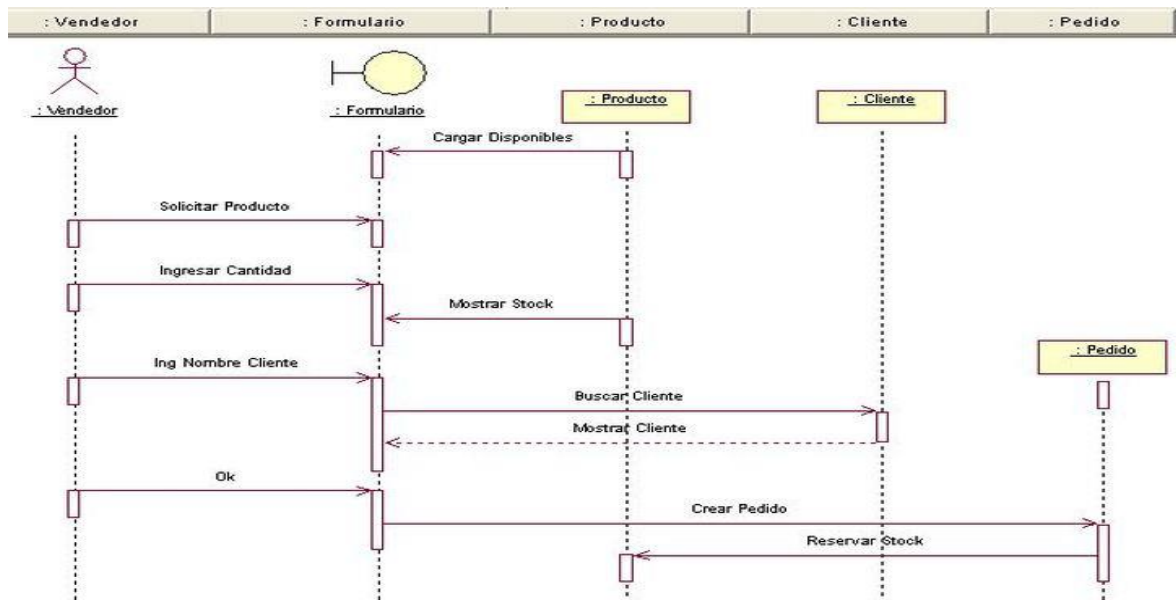 : Vendedor
: Formulario
: Producto
: Cliente
: Pedido
: Vendedor
: Formulario
: Producto
: Cliente
Cargar Disponibles
Solicitar Producto
Ingresar Cantidad
Mostrar Stock
Ing Nombre Cliente
: Pedido
Buscar Cliente
Mostrar Cliente
Ok
Crear Pedido
Reservar Stock